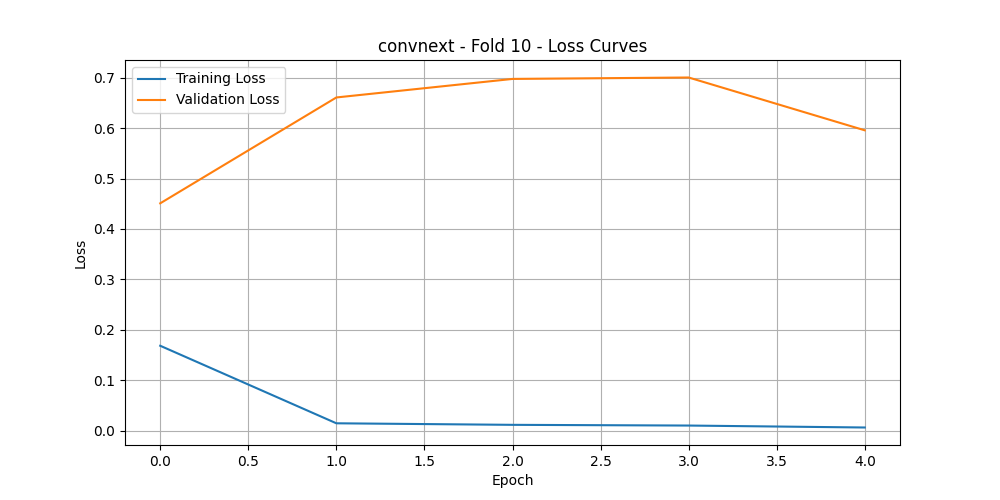 convnext - Fold 10 - Loss Curves
Training Loss
Validation Loss
Loss
0.7
0.6
0.5
0.4
0.3
0.2
0.1
0.0
0.0 0.5 1.0 1.5 2.0 2.5 3.0 3.5 4.0
Epoch